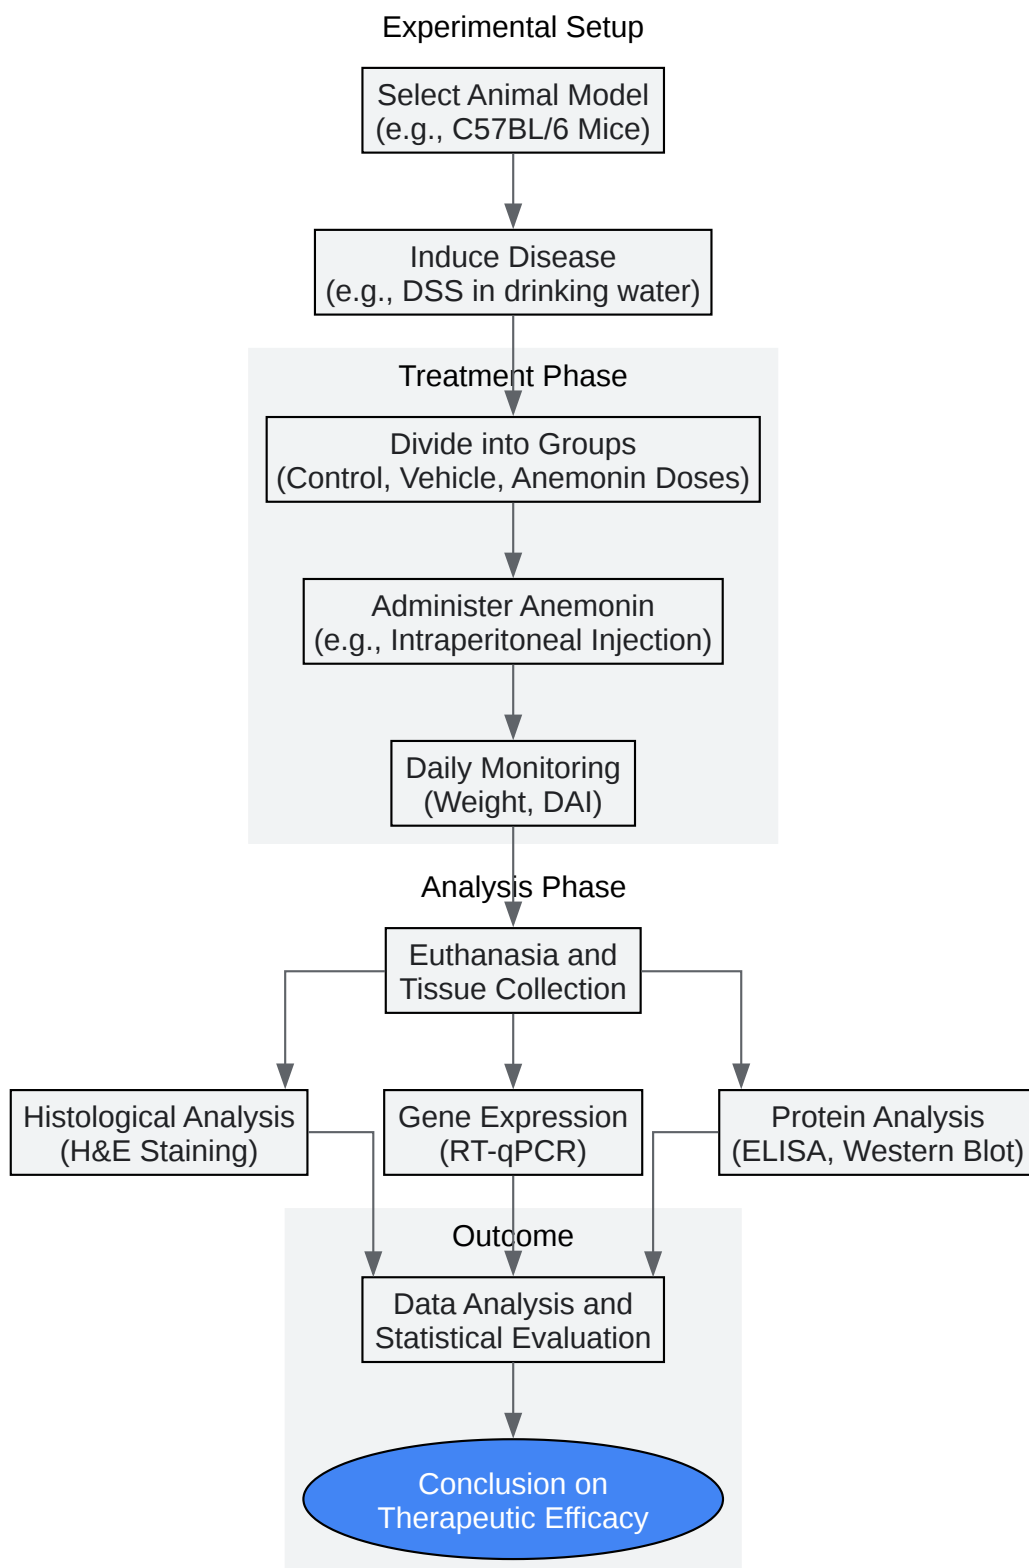 Experimental Setup
Select Animal Model
(e.g., C57BL/6 Mice)
Induce Disease
(e.g., DSS in drinking water)
Treatment Phase
Divide into Groups
(Control, Vehicle, Anemonin Doses)
Administer Anemonin
(e.g., Intraperitoneal Injection)
Daily Monitoring
(Weight, DAI)
Analysis Phase
Euthanasia and
Tissue Collection
Histological Analysis
(H&E Staining)
Gene Expression
(RT-qPCR)
Protein Analysis
(ELISA, Western Blot)
Outcome
Data Analysis and
Statistical Evaluation
Conclusion on
Therapeutic Efficacy